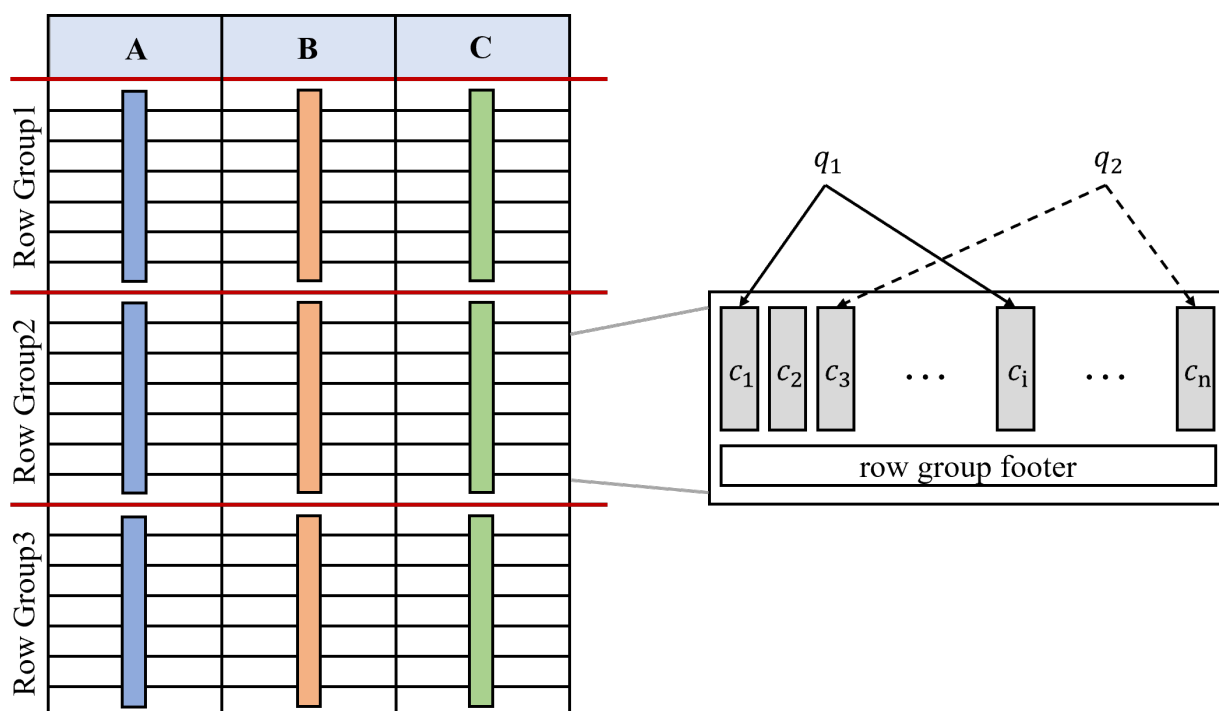 A B C
Row Group1
Row Group2
Row Group3
q₁ q₂
c₁ c₂ c₃ ... cᵢ ... cₙ
row group footer